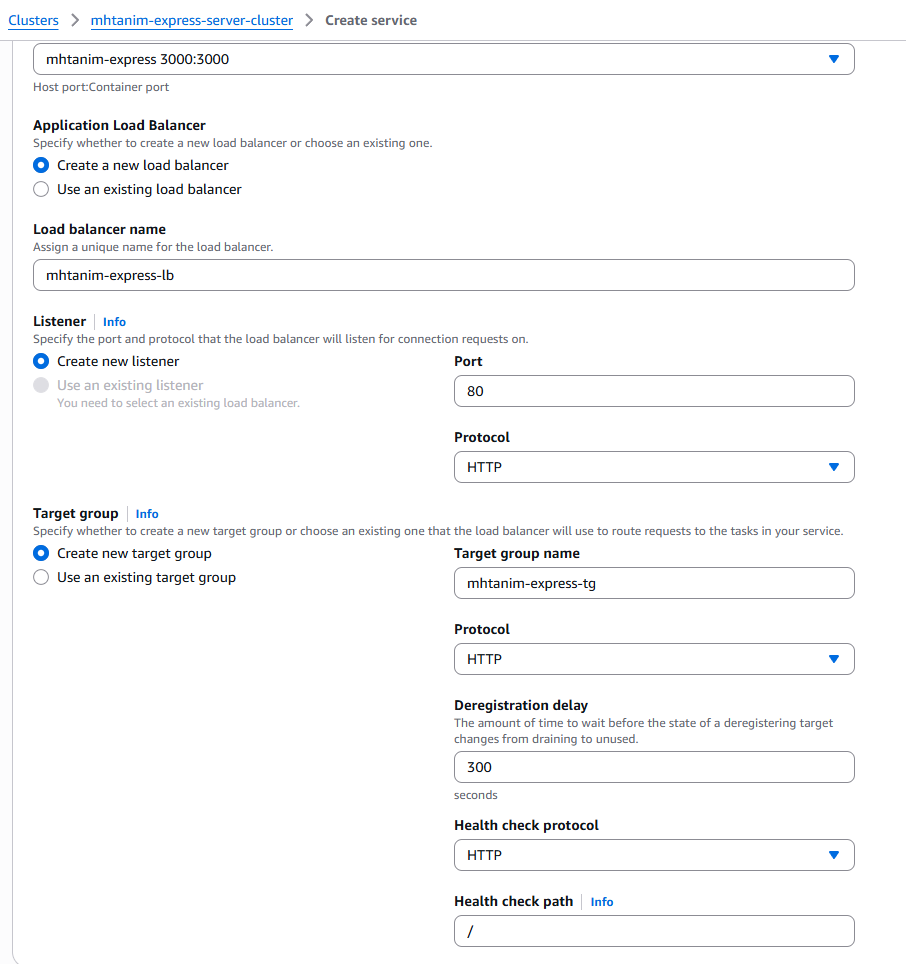 Clusters > mhtanim-express-server-cluster > Create service
mhtanim-express 3000:3000
Host port:Container port
Application Load Balancer
Specify whether to create a new load balancer or choose an existing one.
Create a new load balancer
Use an existing load balancer
Load balancer name
Assign a unique name for the load balancer.
mhtanim-express-lb
Listener | Info
Specify the port and protocol that the load balancer will listen for connection requests on.
Create new listener
Use an existing listener
You need to select an existing load balancer.
Port
80
Protocol
HTTP
Target group | Info
Specify whether to create a new target group or choose an existing one that the load balancer will use to route requests to the tasks in your service.
Create new target group
Use an existing target group
Target group name
mhtanim-express-tg
Protocol
HTTP
Deregistration delay
The amount of time to wait before the state of a deregistering target
changes from draining to unused.
300
seconds
Health check protocol
HTTP
Health check path | Info
/